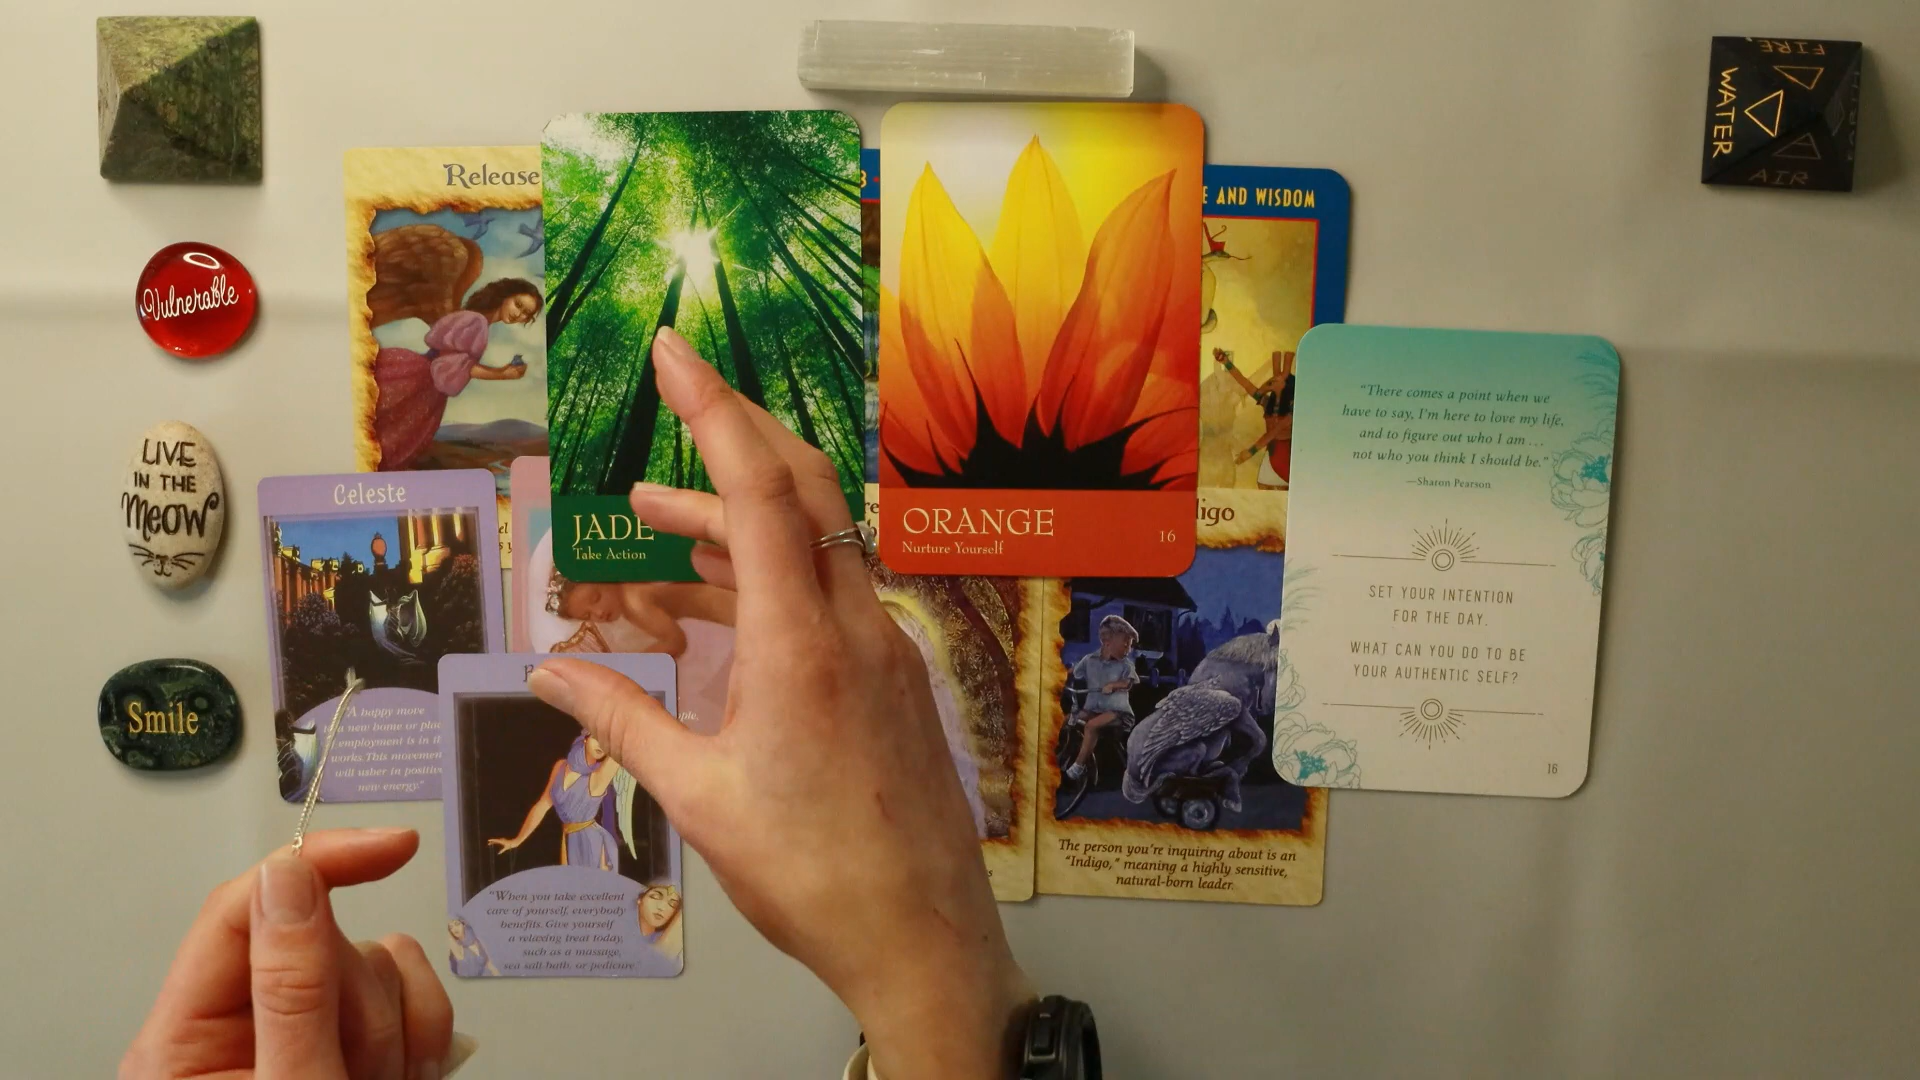 FIRE
WATER
AIR
Release
3
E AND WISDOM
Vulnerable
LIVE
IN THE
Meow
Smile
Celeste
"A happy move
to a new home or place
employment is in the
works. This movement
will usher in positive
new energy."
JADE
Take Action
ORANGE
16
Nurture Yourself
digo
The person you're inquiring about is an
"Indigo," meaning a highly sensitive,
natural-born leader.
"There comes a point when we
have to say, I'm here to love my life,
and to figure out who I am ...
not who you think I should be."
—Sharon Pearson
SET YOUR INTENTION
FOR THE DAY.
WHAT CAN YOU DO TO BE
YOUR AUTHENTIC SELF?
16
ople,
"When you take excellent
care of yourself, everybody
benefits. Give yourself
a relaxing treat today,
such as a massage,
sea salt bath, or pedicure."